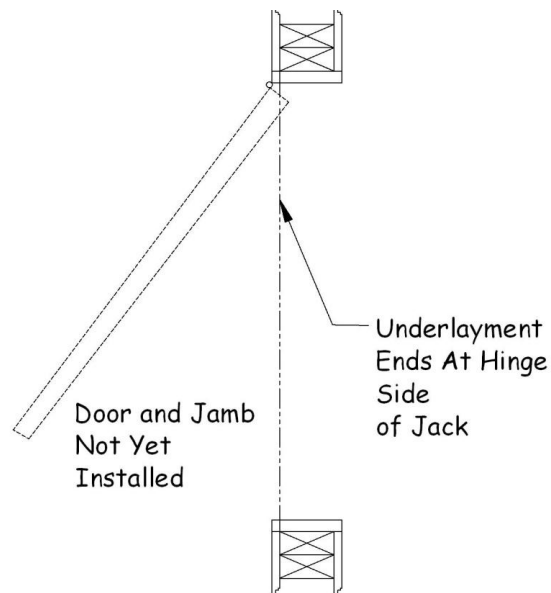 Underlayment
Ends At Hinge
Side
of Jack
Door and Jamb
Not Yet
Installed